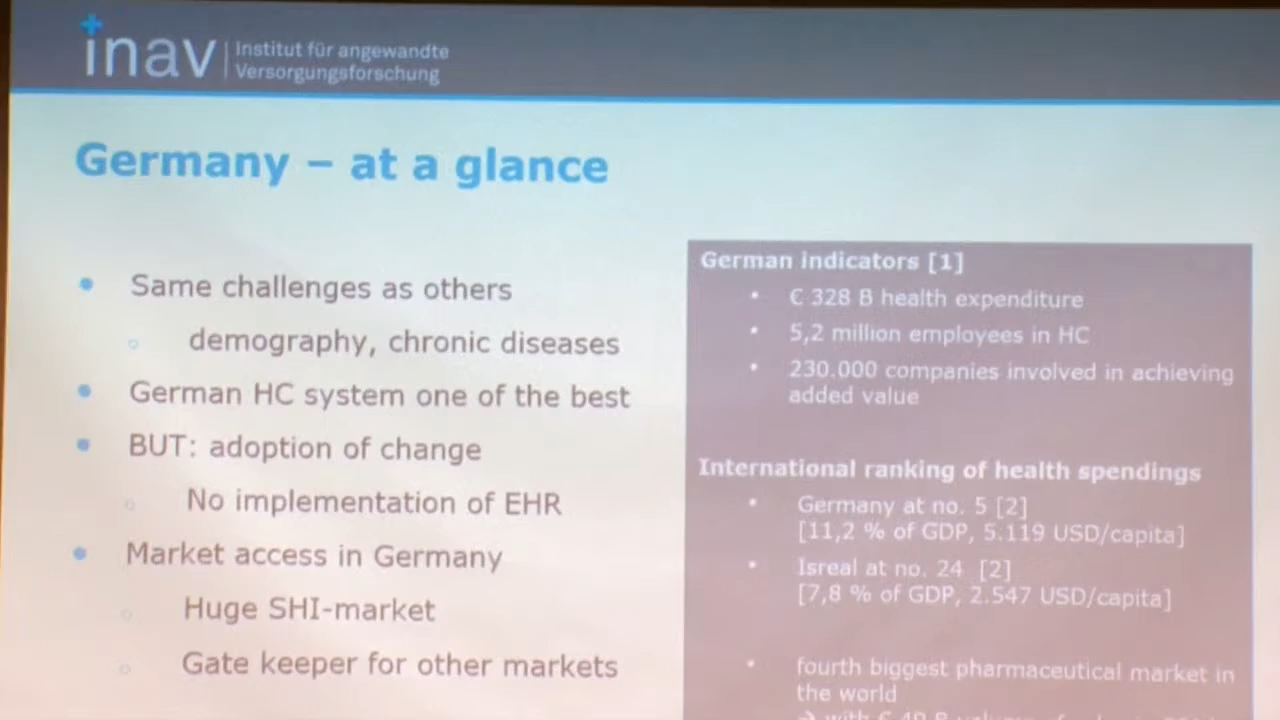 inav
Institut für angewandte
Versorgungsforschung
Germany – at a glance
• Same challenges as others
○ demography, chronic diseases
• German HC system one of the best
• BUT: adoption of change
○ No implementation of EHR
• Market access in Germany
○ Huge SHI-market
○ Gate keeper for other markets
German indicators [1]
• € 328 B health expenditure
• 5,2 million employees in HC
• 230.000 companies involved in achieving
added value
International ranking of health spendings
• Germany at no. 5 [2]
[11,2 % of GDP, 5.119 USD/capita]
• Isreal at no. 24 [2]
[7,8 % of GDP, 2.547 USD/capita]
• fourth biggest pharmaceutical market in
the world
→ with €